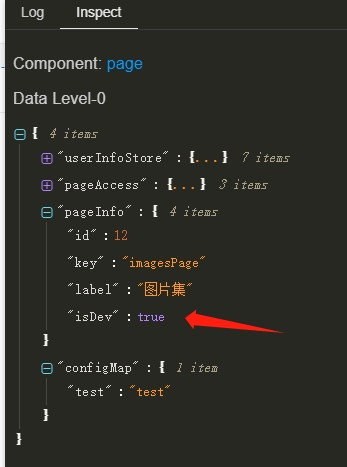 Log Inspect
Component: page
Data Level-0
{ 4 items
"userInfoStore" : {...} 7 items
"pageAccess" : {...} 3 items
"pageInfo" : { 4 items
"id" : 12
"key" : "imagesPage"
"label" : "图片集"
"isDev" : true
}
"configMap" : { 1 item
"test" : "test"
}
}